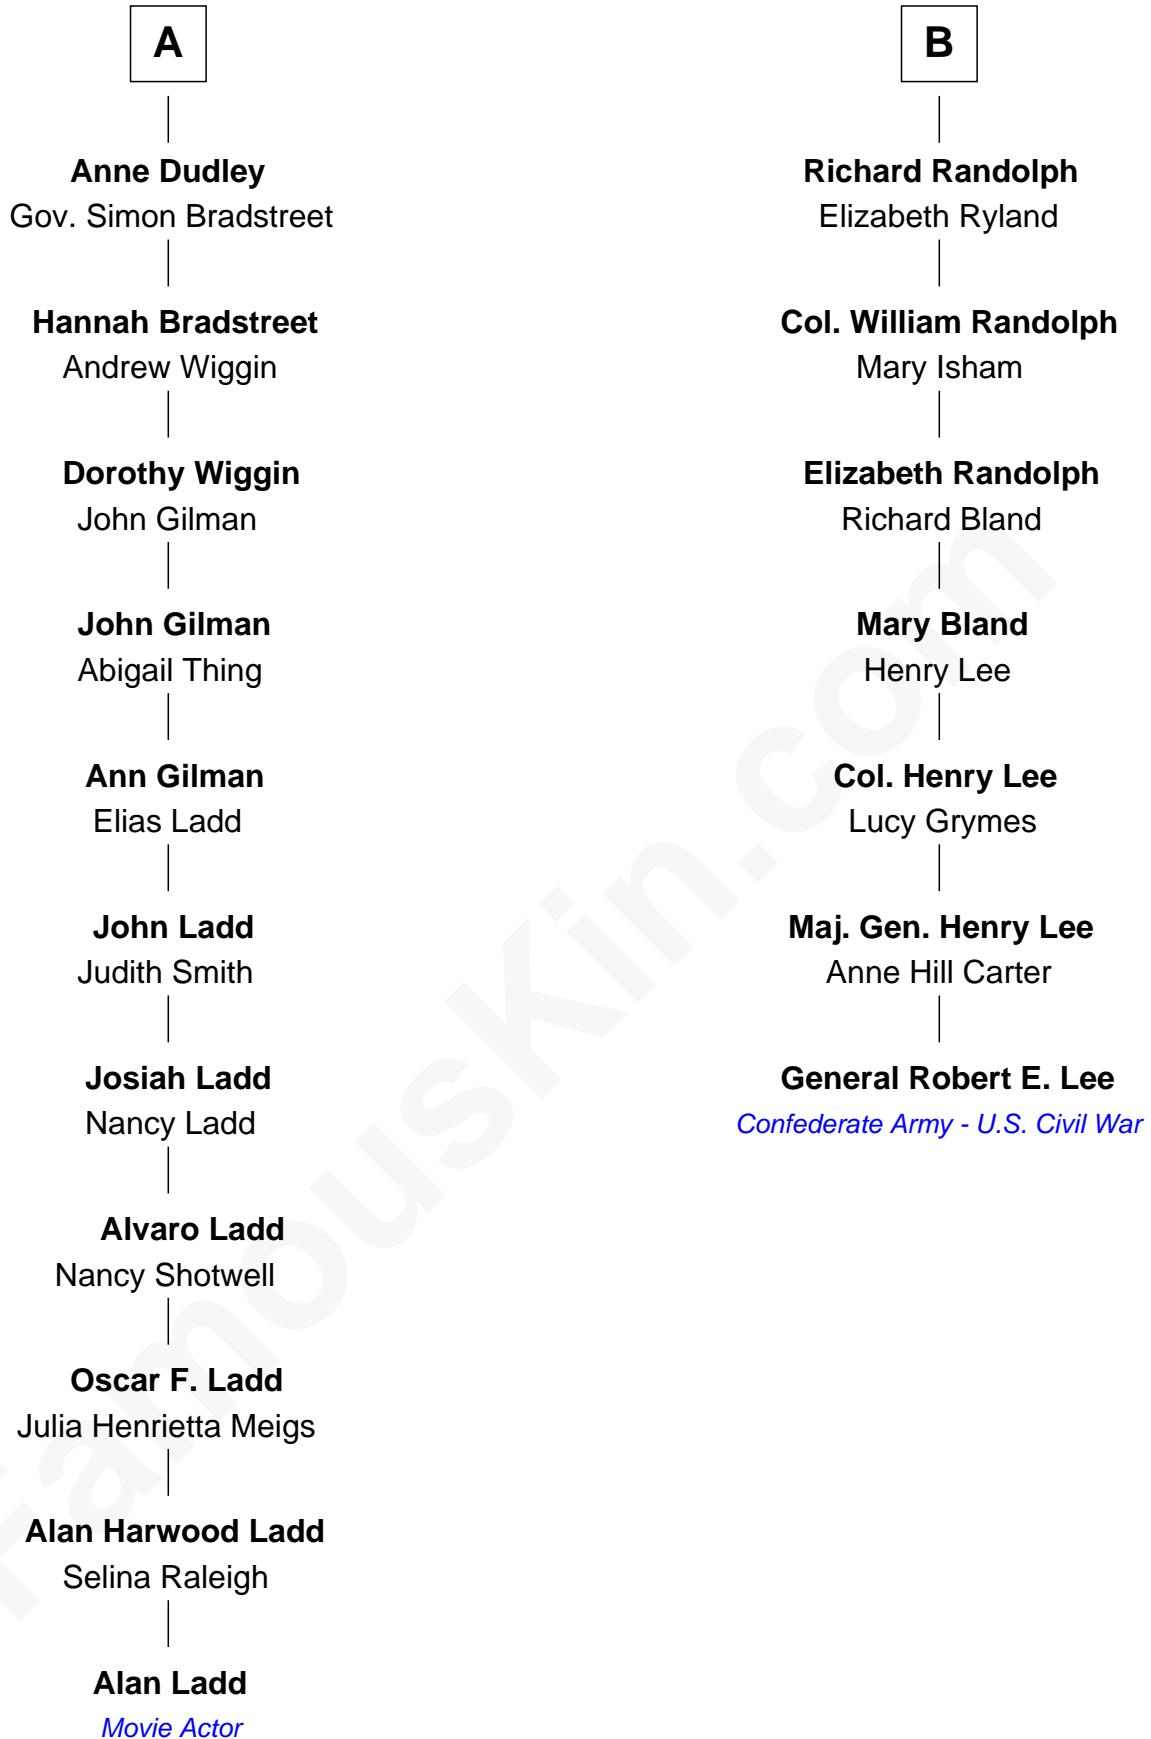 A
Anne Dudley
Gov. Simon Bradstreet
Hannah Bradstreet
Andrew Wiggin
Dorothy Wiggin
John Gilman
John Gilman
Abigail Thing
Ann Gilman
Elias Ladd
John Ladd
Judith Smith
Josiah Ladd
Nancy Ladd
Alvaro Ladd
Nancy Shotwell
Oscar F. Ladd
Julia Henrietta Meigs
Alan Harwood Ladd
Selina Raleigh
Alan Ladd
Movie Actor
B
Richard Randolph
Elizabeth Ryland
Col. William Randolph
Mary Isham
Elizabeth Randolph
Richard Bland
Mary Bland
Henry Lee
Col. Henry Lee
Lucy Grymes
Maj. Gen. Henry Lee
Anne Hill Carter
General Robert E. Lee
Confederate Army - U.S. Civil War
FamousKin.com